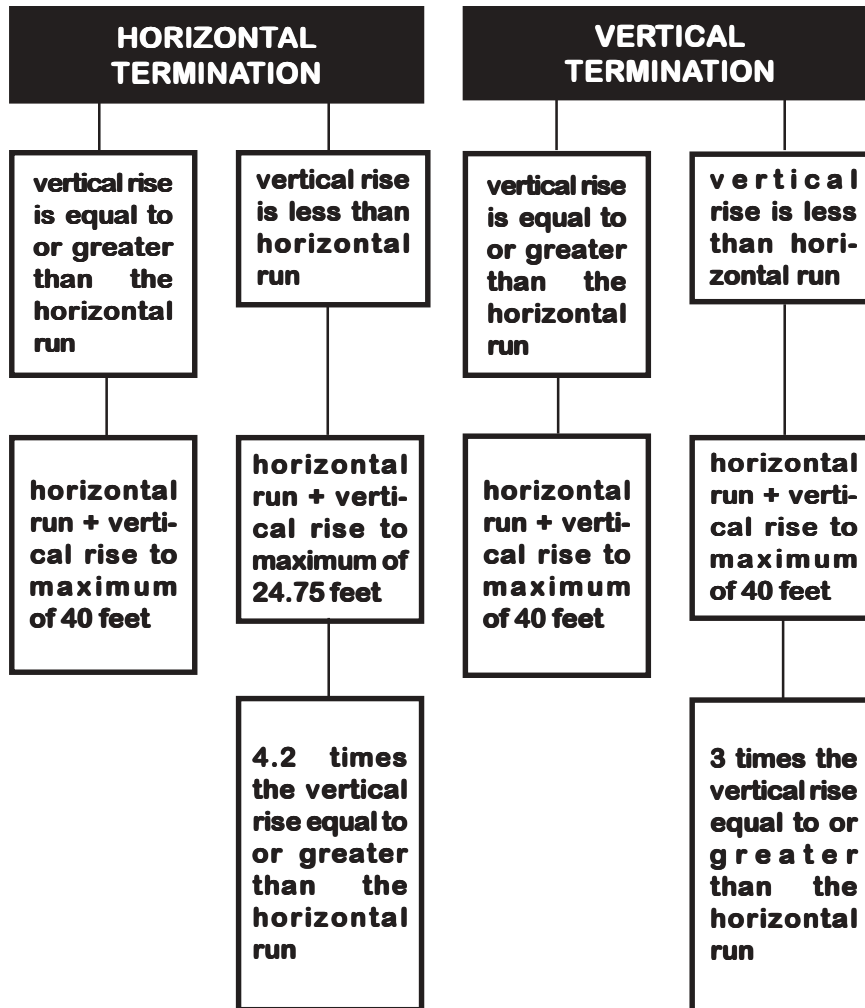 HORIZONTAL
TERMINATION
vertical rise
is equal to
or greater
than the
horizontal
run
horizontal
run + verti-
cal rise to
maximum
of 40 feet
vertical rise
is less than
horizontal
run
horizontal
run + verti-
cal rise to
maximum of
24.75 feet
4.2 times
the vertical
rise equal to
or greater
than the
horizontal
run
VERTICAL
TERMINATION
vertical rise
is equal to
or greater
than the
horizontal
run
horizontal
run + verti-
cal rise to
maximum
of 40 feet
vertical
rise is less
than hori-
zontal run
horizontal
run + verti-
cal rise to
maximum
of 40 feet
3 times the
vertical rise
equal to or
greater
than the
horizontal
run